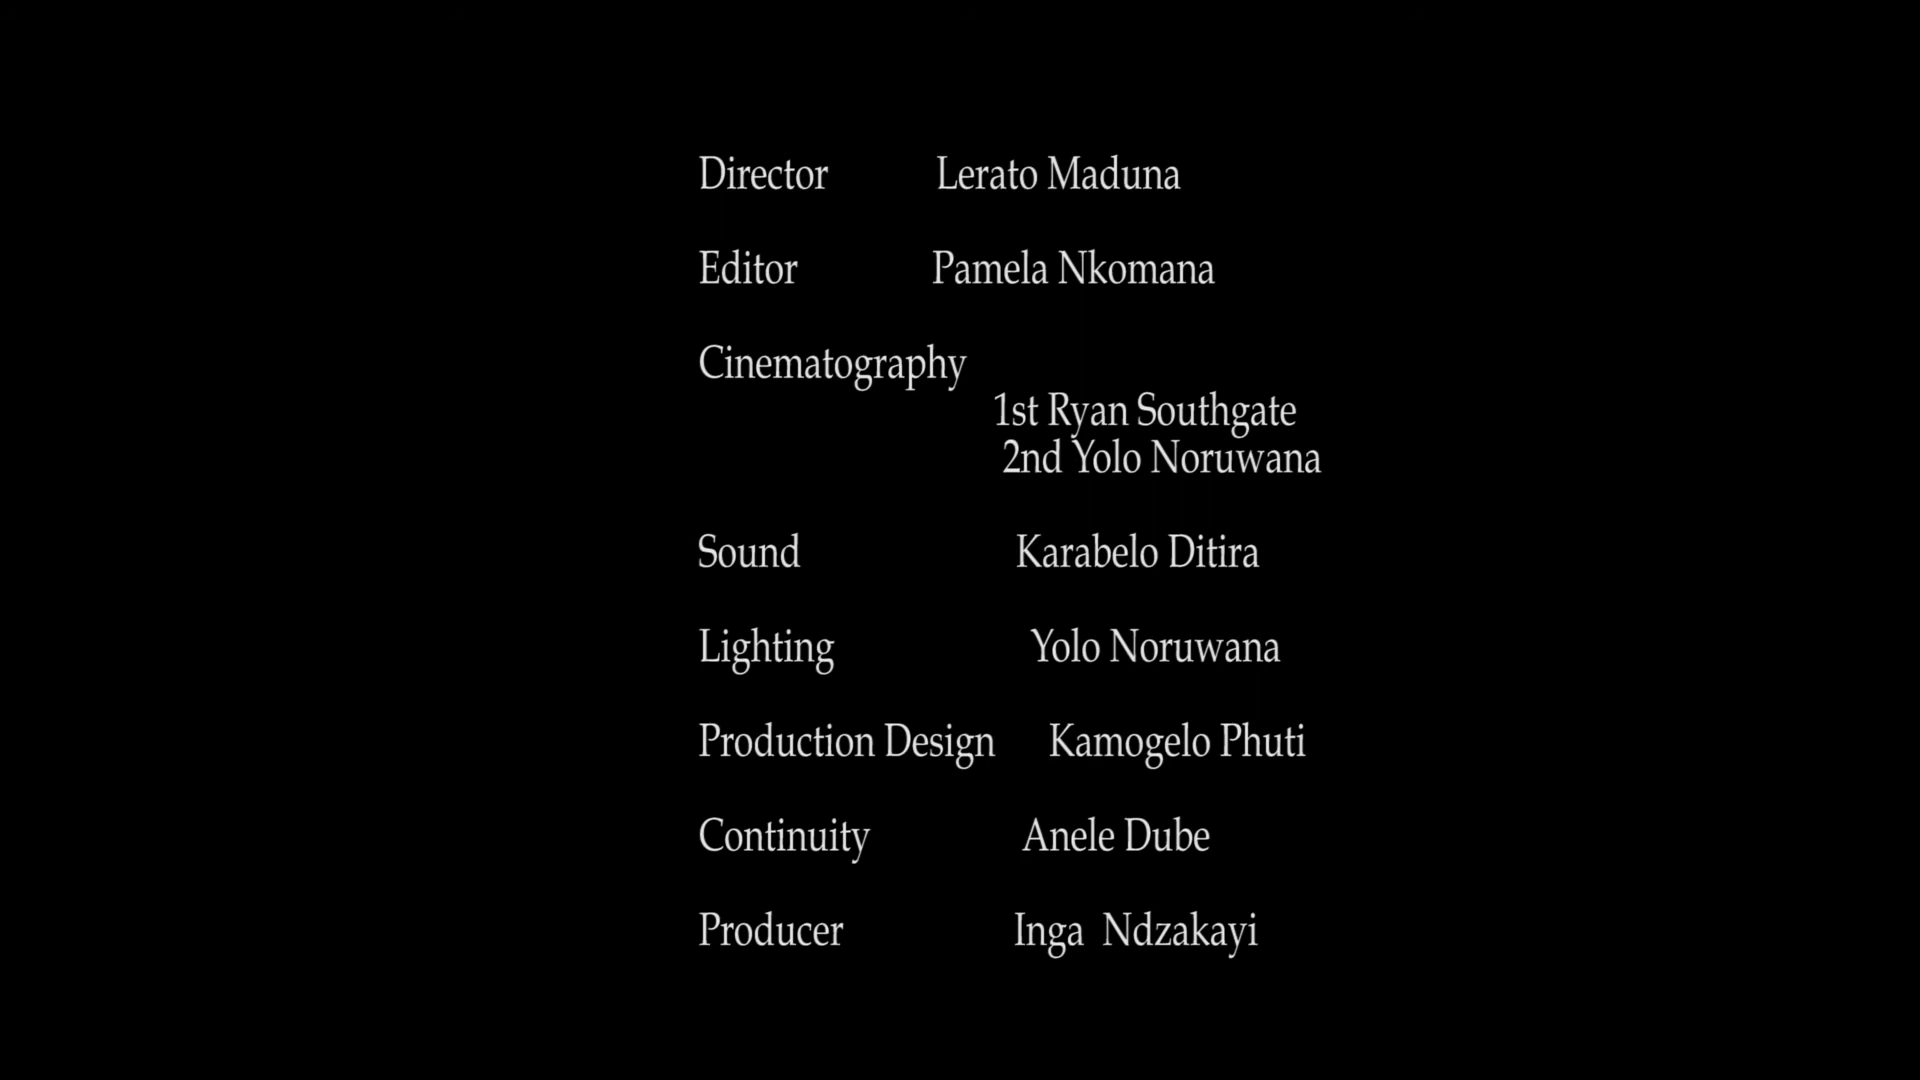 Director Lerato Maduna
Editor Pamela Nkomana
Cinematography
1st Ryan Southgate
2nd Yolo Noruwana
Sound Karabelo Ditira
Lighting Yolo Noruwana
Production Design Kamogelo Phuti
Continuity Anele Dube
Producer Inga Ndzakayi